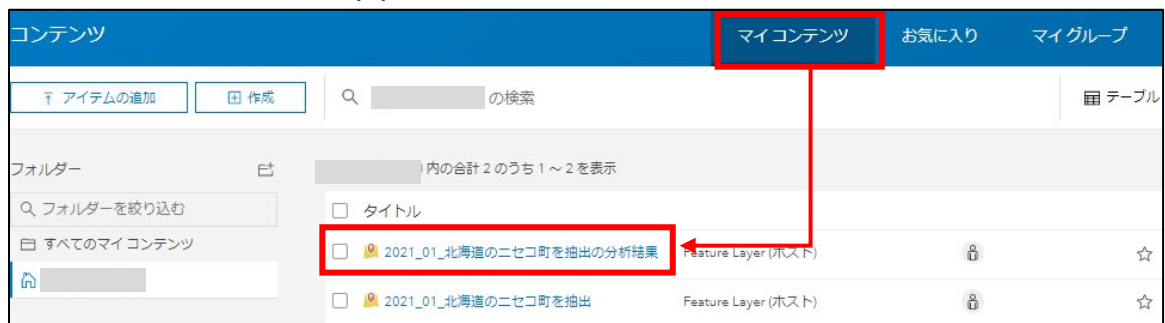 コンテンツ マイ コンテンツ お気に入り マイ グループ
アイテムの追加 作成 の検索 テーブル
フォルダー 内の合計 2 のうち 1 ~ 2 を表示
フォルダーを絞り込む タイトル
すべてのマイ コンテンツ 2021_01_北海道のニセコ町を抽出の分析結果 Feature Layer (ホスト)
2021_01_北海道のニセコ町を抽出 Feature Layer (ホスト)